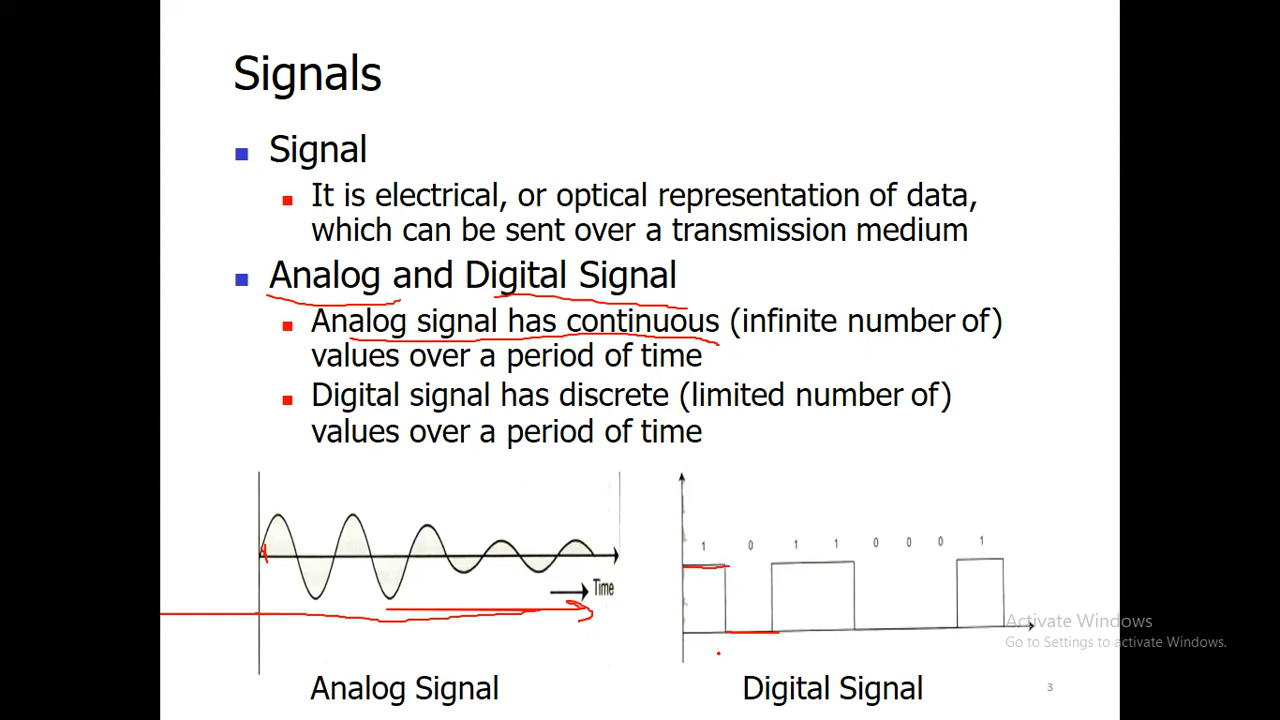 Signals
Signal
It is electrical, or optical representation of data,
which can be sent over a transmission medium
Analog and Digital Signal
Analog signal has continuous (infinite number of)
values over a period of time
Digital signal has discrete (limited number of)
values over a period of time
Time
Analog Signal
1 0 1 1 0 0 0 1
Digital Signal
Activate Windows
Go to Settings to activate Windows.
3